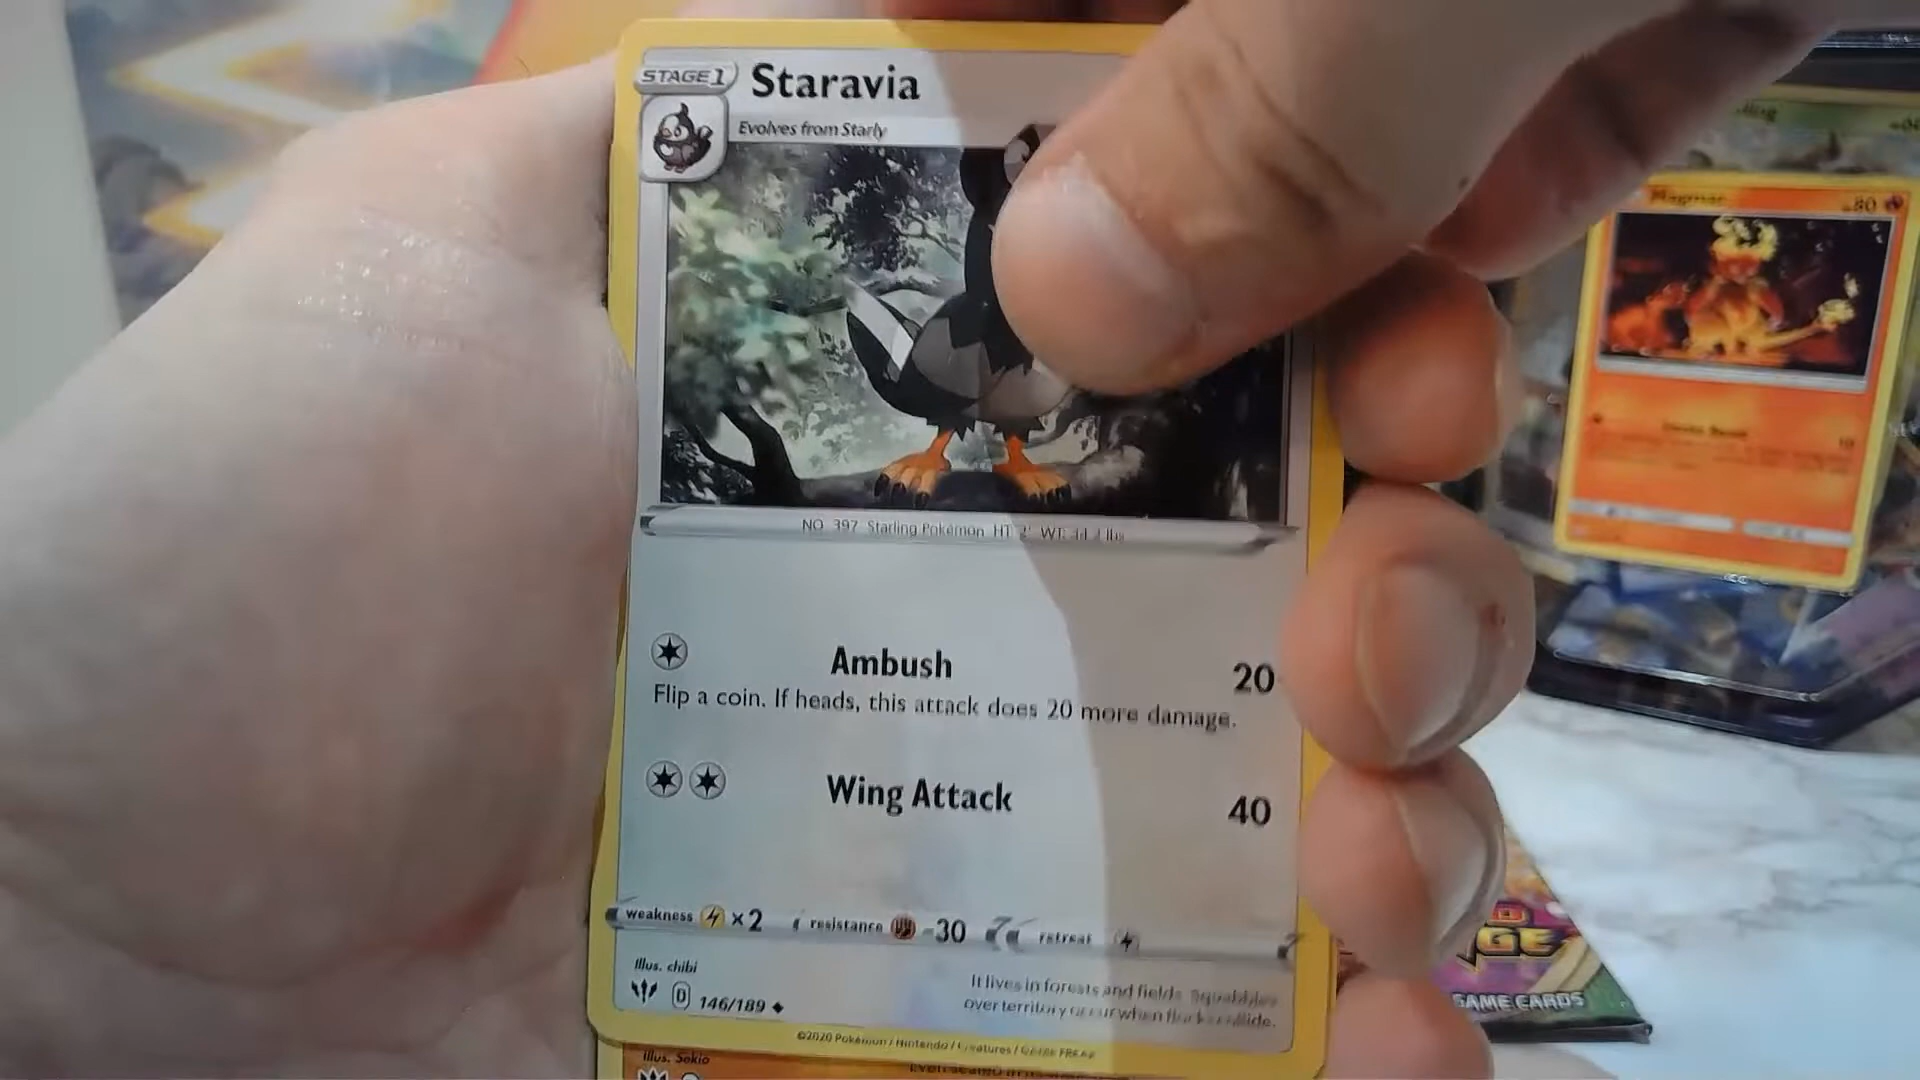 STAGE 1
Staravia
Evolves from Starly
NO. 397 Starling Pokémon HT: 2' WT: lbs
Ambush 20
Flip a coin. If heads, this attack does 20 more damage.
Wing Attack 40
weakness ×2 resistance -30 retreat
Illus. chibi
D 146/189
It lives in forests and fields. Squabbles
over territory occur when flocks collide.
©2020 Pokémon / Nintendo / Creatures / GAME FREAK
Illus. Sekio
Magmar 80
10
GAME CARDS